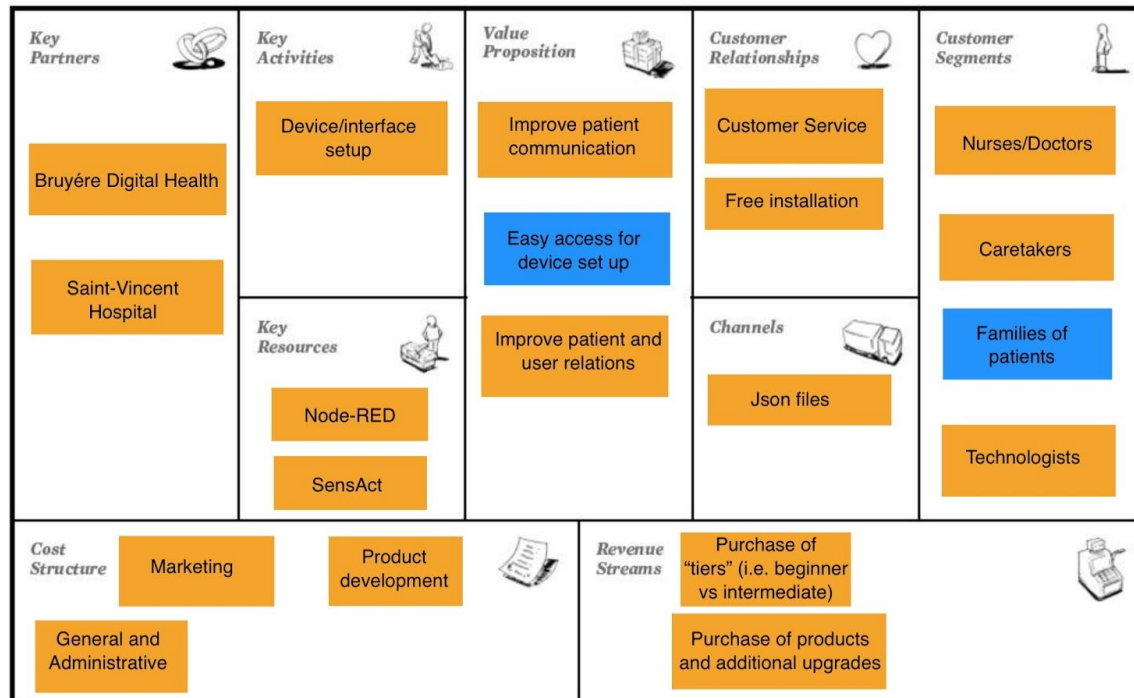 Key
Partners
Bruyére Digital Health
Saint-Vincent
Hospital
Key
Activities
Device/interface
setup
Key
Resources
Node-RED
SensAct
Value
Proposition
Improve patient
communication
Easy access for
device set up
Improve patient and
user relations
Customer
Relationships
Customer Service
Free installation
Channels
Json files
Customer
Segments
Nurses/Doctors
Caretakers
Families of
patients
Technologists
Cost
Structure
Marketing
Product
development
General and
Administrative
Revenue
Streams
Purchase of
“tiers” (i.e. beginner
vs intermediate)
Purchase of products
and additional upgrades